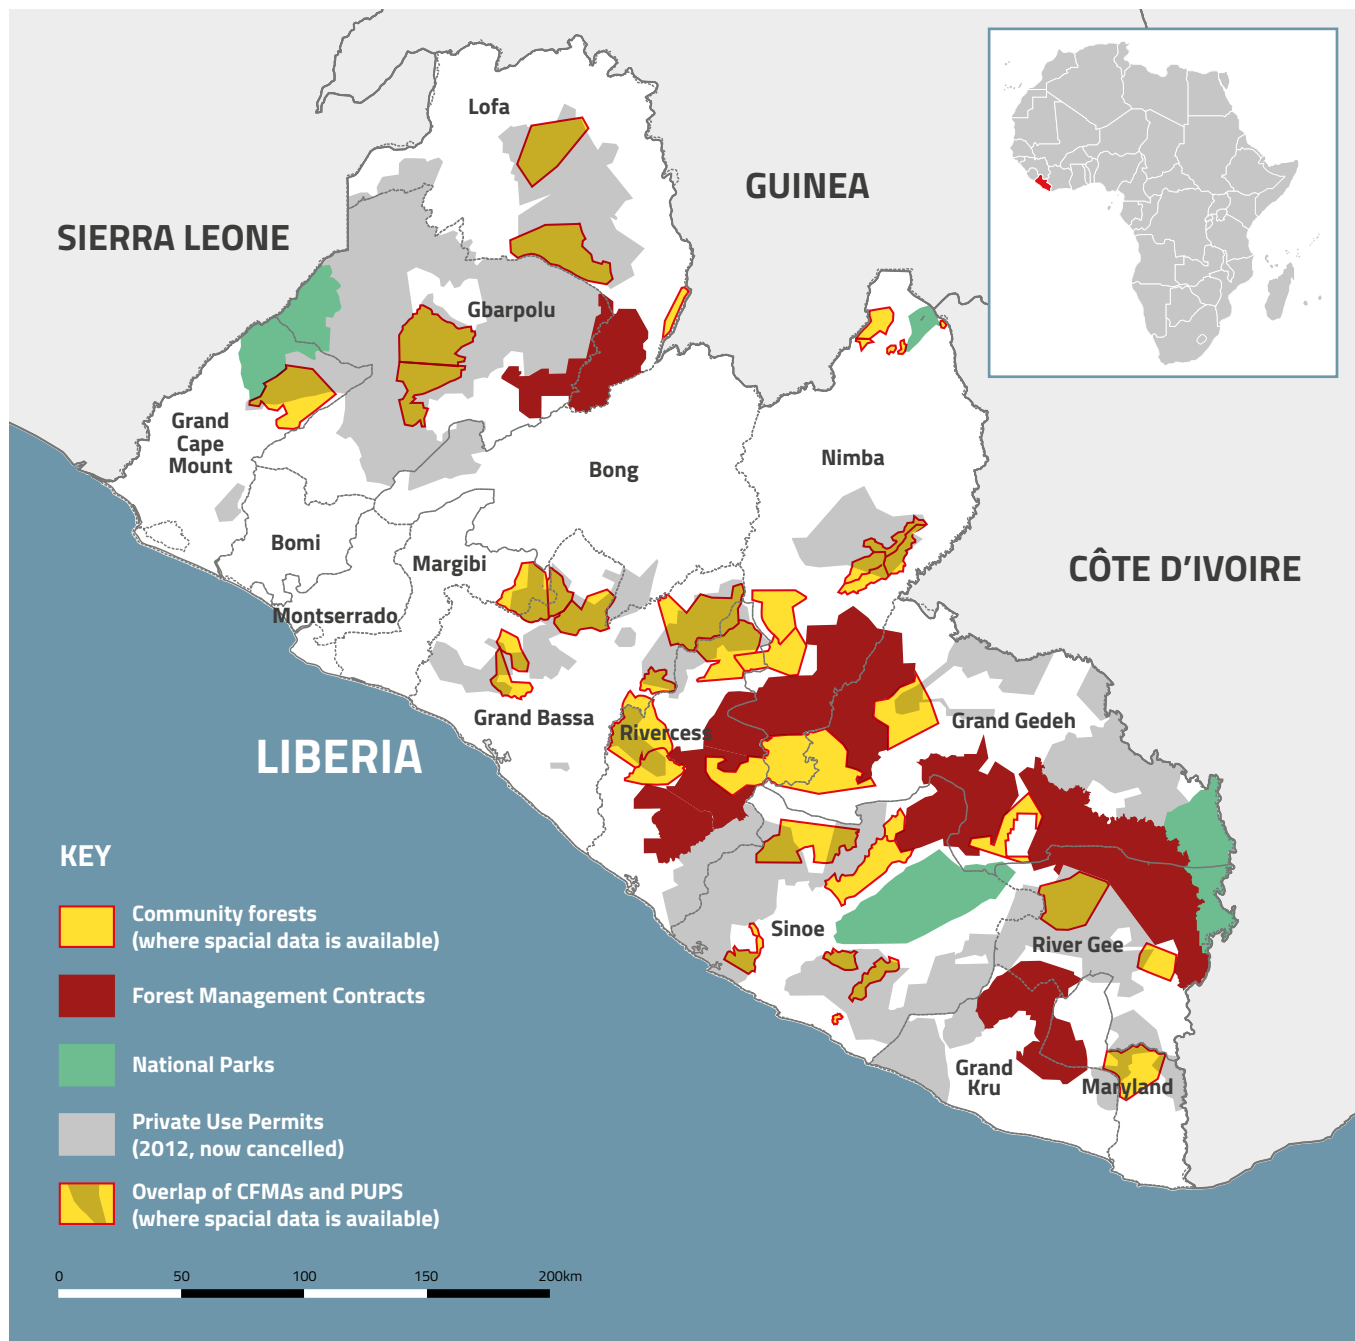 Lofa
GUINEA
SIERRA LEONE
Gbarpolu
Grand
Cape
Mount
Bong
Nimba
Bomi
Margibi
CÔTE D'IVOIRE
Montserrado
Grand Bassa
Rivercess
Grand Gedeh
LIBERIA
Sinoe
River Gee
Grand
Kru
Maryland
KEY
Community forests
(where spacial data is available)
Forest Management Contracts
National Parks
Private Use Permits
(2012, now cancelled)
Overlap of CFMAs and PUPS
(where spacial data is available)
0 50 100 150 200km